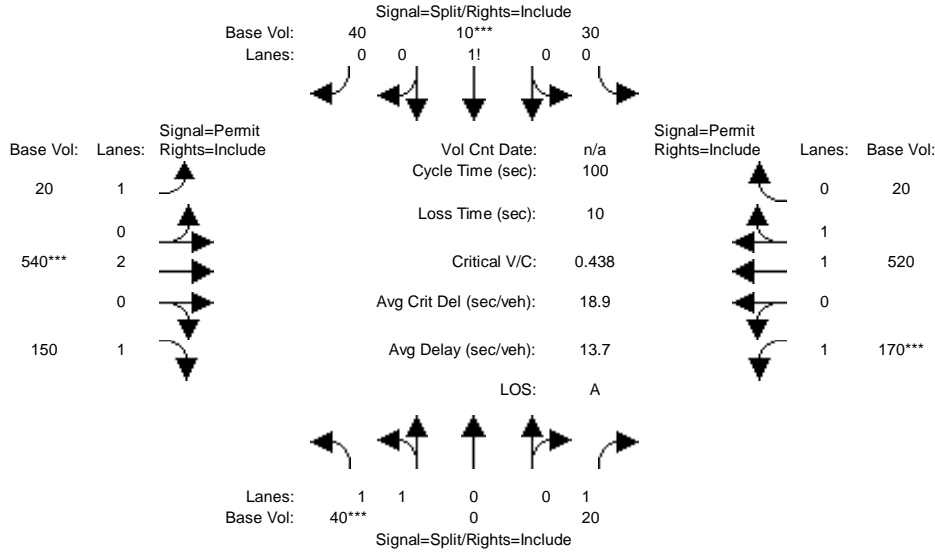 Signal=Split/Rights=Include
Base Vol: 40 10*** 30
Lanes: 0 0 1! 0 0
Signal=Permit Signal=Permit
Base Vol: Lanes: Rights=Include Vol Cnt Date: n/a Rights=Include Lanes: Base Vol:
Cycle Time (sec): 100
20 1 0 20
Loss Time (sec): 10
0 1
540*** 2 Critical V/C: 0.438 1 520
0 Avg Crit Del (sec/veh): 18.9 0
150 1 Avg Delay (sec/veh): 13.7 1 170***
LOS: A
Lanes: 1 1 0 0 1
Base Vol: 40*** 0 20
Signal=Split/Rights=Include